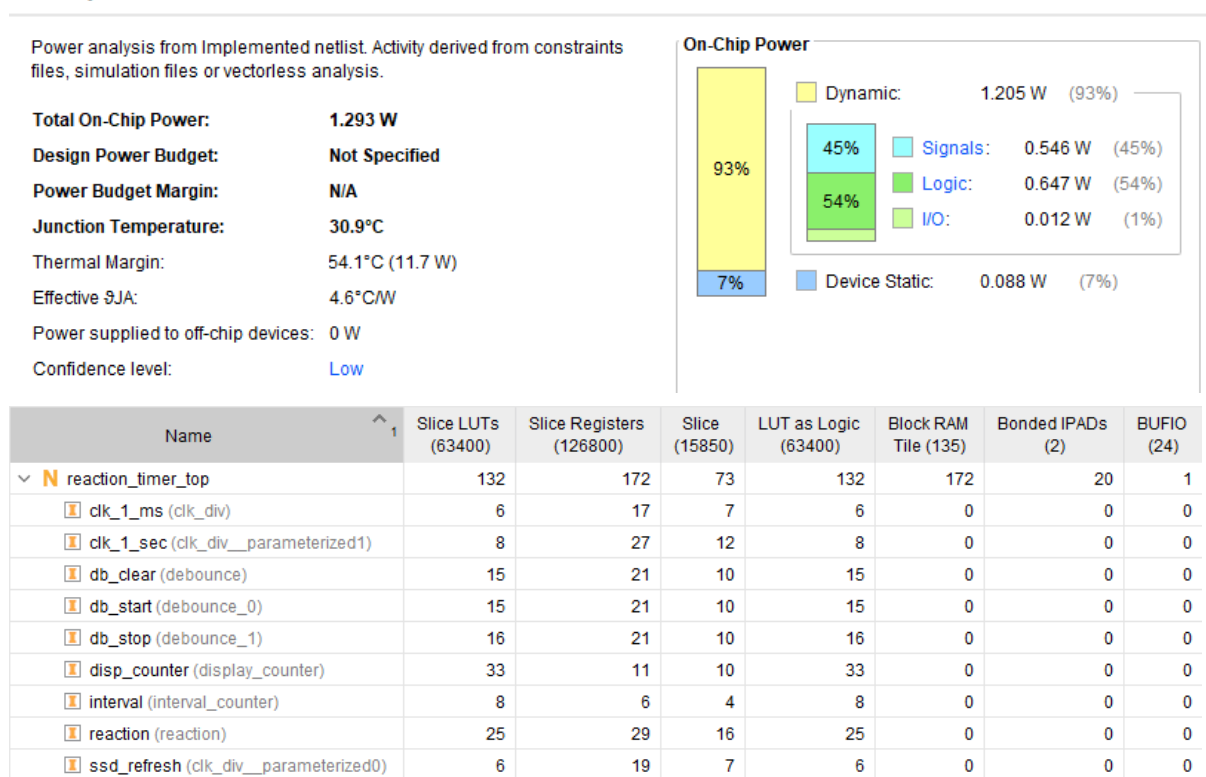 Power analysis from Implemented netlist. Activity derived from constraints
files, simulation files or vectorless analysis.
Total On-Chip Power: 1.293 W
Design Power Budget: Not Specified
Power Budget Margin: N/A
Junction Temperature: 30.9°C
Thermal Margin: 54.1°C (11.7 W)
Effective ϑJA: 4.6°C/W
Power supplied to off-chip devices: 0 W
Confidence level: Low
On-Chip Power
93%
7%
Dynamic: 1.205 W (93%)
45%
54%
Signals: 0.546 W (45%)
Logic: 0.647 W (54%)
I/O: 0.012 W (1%)
Device Static: 0.088 W (7%)
Name 1 Slice LUTs (63400) Slice Registers (126800) Slice (15850) LUT as Logic (63400) Block RAM Tile (135) Bonded IPADs (2) BUFIO (24)
N reaction_timer_top 132 172 73 132 172 20 1
I clk_1_ms (clk_div) 6 17 7 6 0 0 0
I clk_1_sec (clk_div__parameterized1) 8 27 12 8 0 0 0
I db_clear (debounce) 15 21 10 15 0 0 0
I db_start (debounce_0) 15 21 10 15 0 0 0
I db_stop (debounce_1) 16 21 10 16 0 0 0
I disp_counter (display_counter) 33 11 10 33 0 0 0
I interval (interval_counter) 8 6 4 8 0 0 0
I reaction (reaction) 25 29 16 25 0 0 0
I ssd_refresh (clk_div__parameterized0) 6 19 7 6 0 0 0